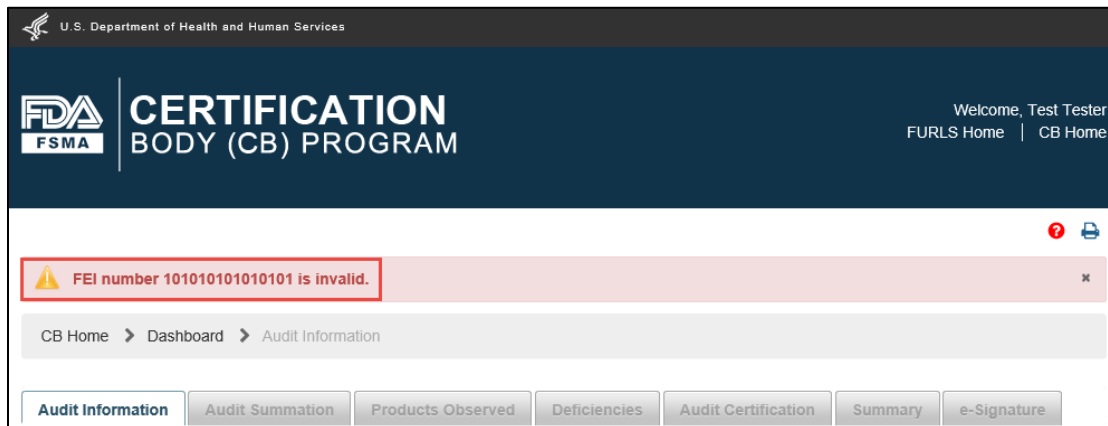 U.S. Department of Health and Human Services
FDA
FSMA
CERTIFICATION
BODY (CB) PROGRAM
Welcome, Test Tester
FURLS Home | CB Home
?
FEI number 101010101010101 is invalid.
×
CB Home > Dashboard > Audit Information
Audit Information Audit Summation Products Observed Deficiencies Audit Certification Summary e-Signature